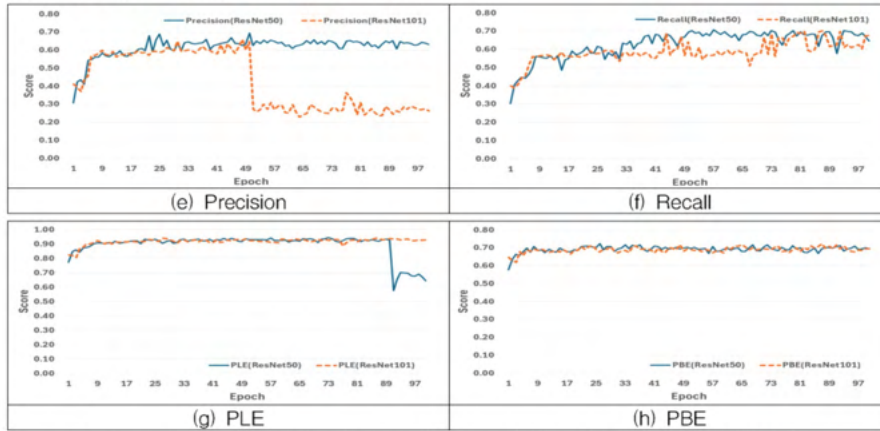 0.80
0.70
0.60
0.50
0.40
0.30
0.20
0.10
0.00
Score
Precision(ResNet50) Precision(ResNet101)
1 9 17 25 33 41 49 57 65 73 81 89 97
Epoch
(e) Precision
0.80
0.70
0.60
0.50
0.40
0.30
0.20
0.10
0.00
Score
Recall(ResNet50) Recall(ResNet101)
1 9 17 25 33 41 49 57 65 73 81 89 97
Epoch
(f) Recall
1.00
0.90
0.80
0.70
0.60
0.50
0.40
0.30
0.20
0.10
0.00
Score
PLE(ResNet50) PLE(ResNet101)
1 9 17 25 33 41 49 57 65 73 81 89 97
Epoch
(g) PLE
0.80
0.70
0.60
0.50
0.40
0.30
0.20
0.10
0.00
Score
PBE(ResNet50) PBE(ResNet101)
1 9 17 25 33 41 49 57 65 73 81 89 97
Epoch
(h) PBE